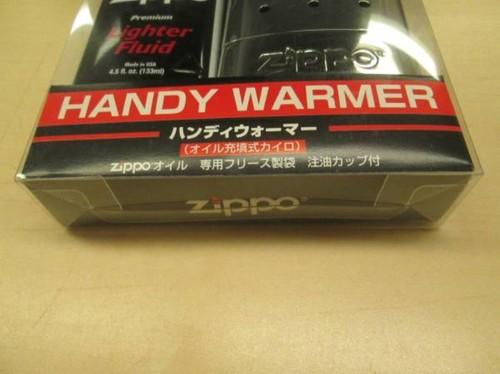 Zippo
Premium
Lighter
Fluid
Made in USA
4.5 fl. oz. (133ml)
Zippo
HANDY WARMER
ハンディウォーマー
(オイル充填式カイロ)
Zippoオイル 専用フリース製袋 注油カップ付
Zippo